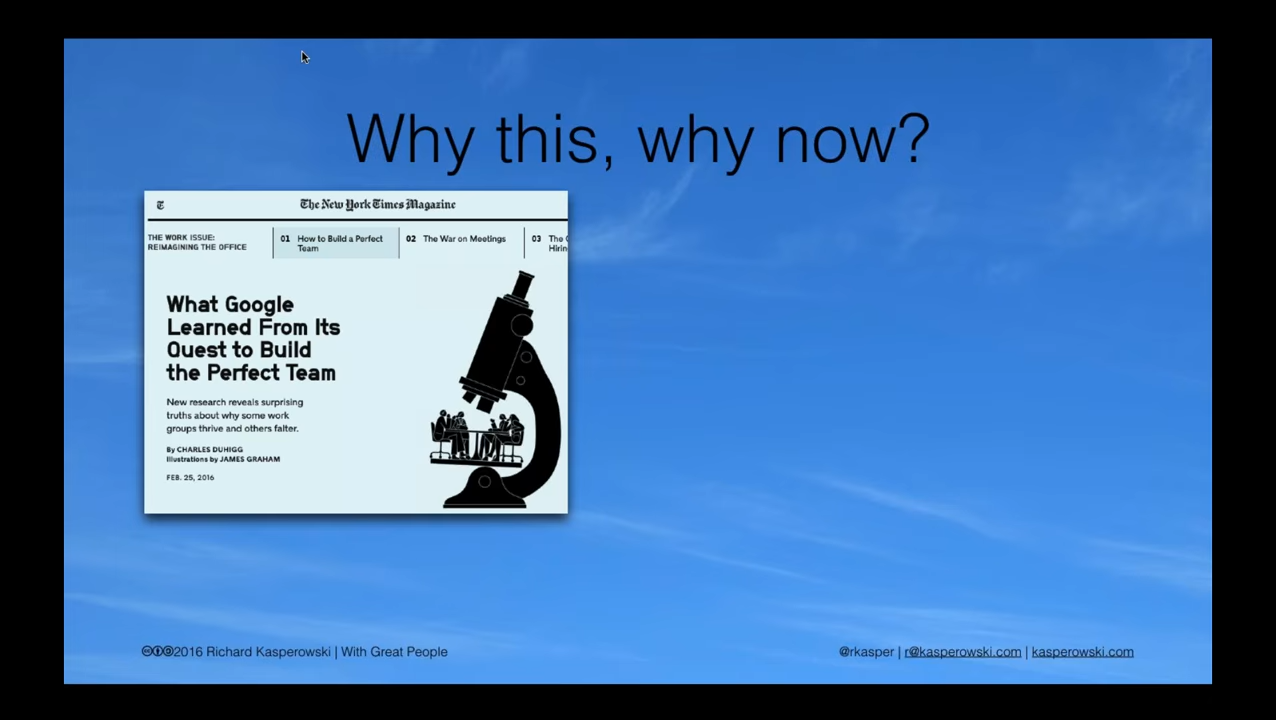 Why this, why now?
The New York Times Magazine
THE WORK ISSUE:
REIMAGINING THE OFFICE
01 How to Build a Perfect
Team
02 The War on Meetings
03 The
What Google
Learned From Its
Quest to Build
the Perfect Team
New research reveals surprising
truths about why some work
groups thrive and others falter.
By CHARLES DUHIGG
Illustrations by JAMES GRAHAM
FEB. 25, 2016
2016 Richard Kasperowski | With Great People
@rkasper | r@kasperowski.com | kasperowski.com